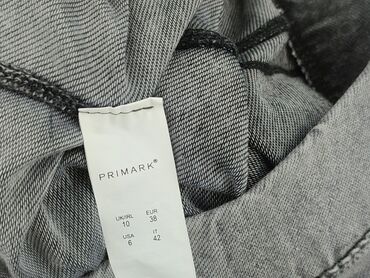 PRIMARK®
UK/IRL EUR
10 38
USA IT
6 42